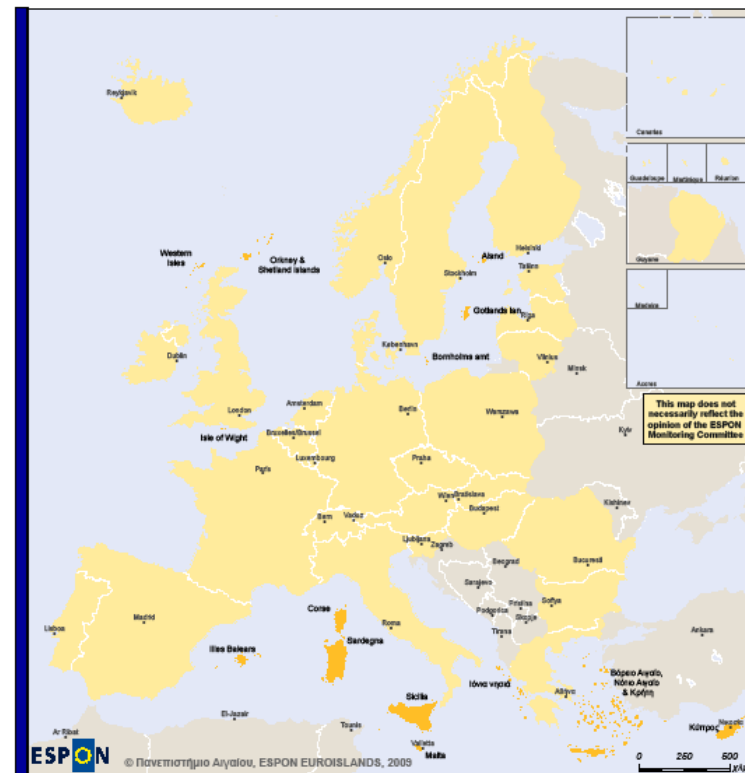 Reykjavík
Canarias
Guadeloupe
Martinique
Réunion
Guyane
Madeira
Acores
Western
Isles
Orkney &
Shetland islands
Oslo
Aland
Helsinki
Tallinn
Stockholm
Gotlands lan
Riga
Dublin
København
Bornholms amt
Vilnius
Minsk
This map does not
necessarily reflect the
opinion of the ESPON
Monitoring Committee
Amsterdam
London
Berlin
Warszawa
Isle of Wight
Bruxelles/Brussel
Kyiv
Luxembourg
Praha
Paris
Wien
Bratislava
Budapest
Kishinev
Bern
Vaduz
Ljubljana
Zagreb
Beograd
Bucuresti
Sarajevo
Corse
Pristina
Sofiya
Podgorica
Skopje
Lisboa
Madrid
Roma
Sardegna
Tirana
Ankara
Illes Balears
Ιόνια νησιά
Βόρειο Αιγαίο,
Νότιο Αιγαίο
& Κρήτη
Sicilia
Athina
Ar Ribat
El-Jazair
Tounis
Κύπρος
Valletta
Malta
ESPON
© Πανεπιστήμιο Αιγαίου, ESPON EUROISLANDS, 2009
0 250 500
χλμ